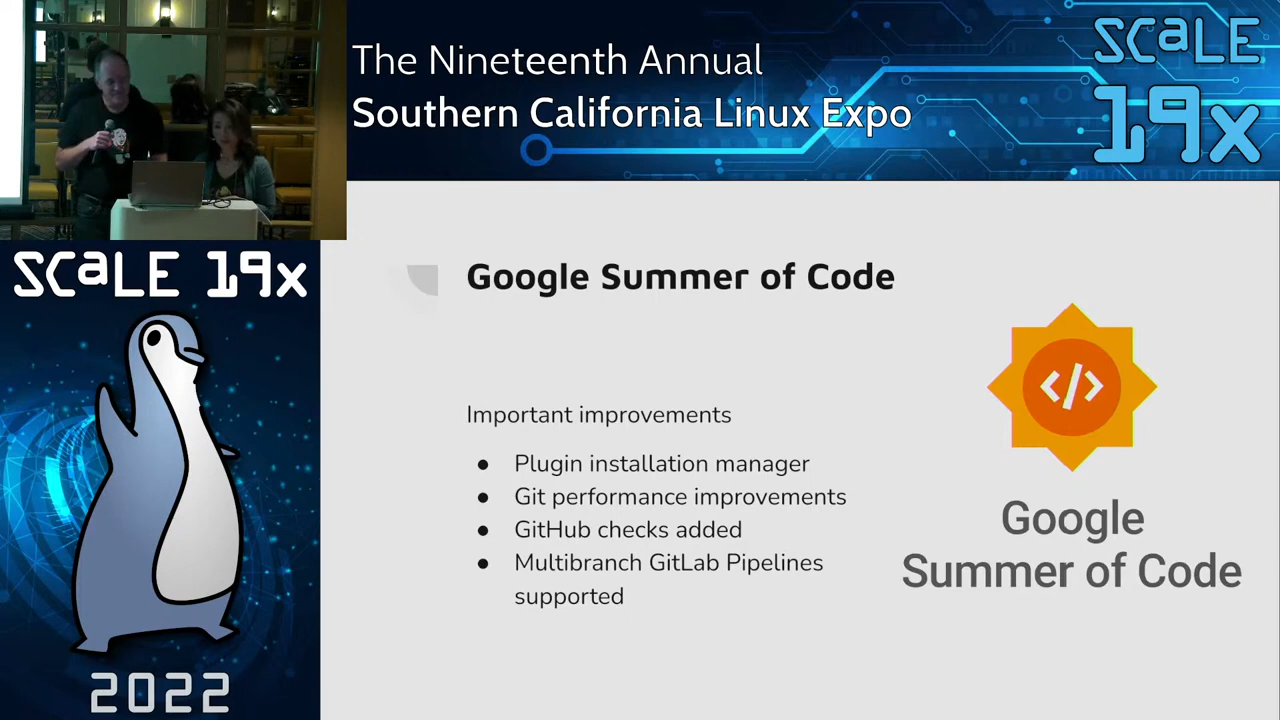 The Nineteenth Annual
Southern California Linux Expo
SCaLE
19x
SCaLE 19x
2022
Google Summer of Code
Important improvements
● Plugin installation manager
● Git performance improvements
● GitHub checks added
● Multibranch GitLab Pipelines
supported
</>
Google
Summer of Code